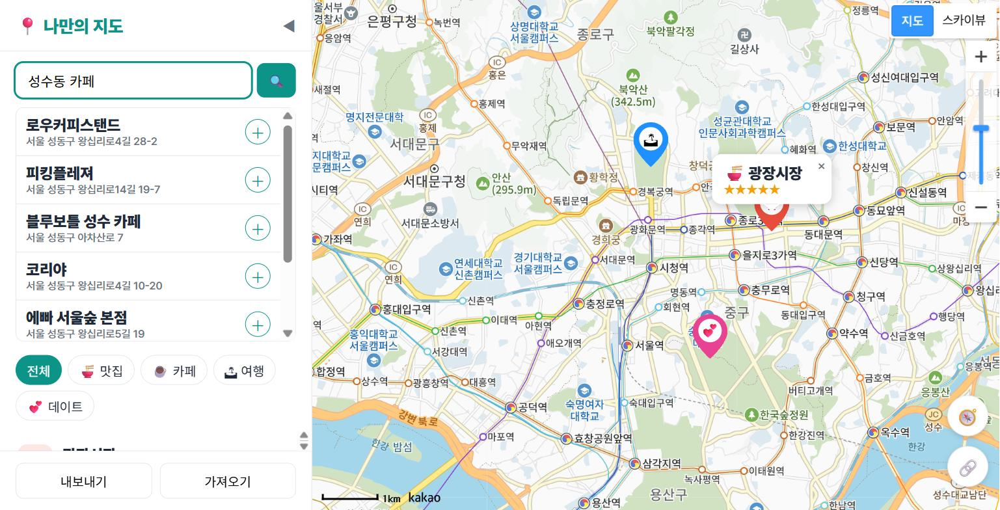 나만의 지도
성수동 카페
로우커피스탠드
서울 성동구 왕십리로4길 28-2
피킹플레져
서울 성동구 왕십리로14길 19-7
블루보틀 성수 카페
서울 성동구 아차산로 7
코리야
서울 성동구 왕십리로4길 10-20
에빠 서울숲 본점
서울 성동구 왕십리로5길 19
전체
맛집
카페
여행
데이트
내보내기
가져오기
지도
스카이뷰
울서부
경찰서
은평구청
녹번역
응암역
상명대학교
서울캠퍼스
종로구
북악팔각정
길상사
정릉역
IC
홍은
새절역
홍제역
북악산
(342.5m)
성신여대입구역
한성대입구역
명지전문대학
IC
홍제
서대문구
무악재역
성균관대학교
인문사회과학캠퍼스
보문역
안암역
혜화역
한성대학교
지대학교
문캠퍼스
서대문구청
안산
(295.9m)
황학정
광장시장
★★★★★
창신역
시티역
독립문역
경복궁역
신설동역
IC
연희
서대문소방서
경희궁
광화문역
종각역
동대문역
동묘앞역
IC
가좌역
연세대학교
신촌캠퍼스
경기대학교
서울캠퍼스
서대문역
시청역
을지로3가역
신당역
상왕십리역
IC
연희
신촌역
충정로역
명동역
충무로역
청구역
홍대입구역
이대역
아현역
회현역
중구
동대입구역
행당역
홍익대학교
서울캠퍼스
신촌역
애오개역
서울역
약수역
신금호역
서강대역
합정역
상수역
광흥창역
대흥역
버티고개역
금호역
응봉역
응봉산
공덕역
숙명여자
대학교
숙대입구역
한국숲정원
JC
성수
강변북로
한강 밤섬
마포역
효창공원앞역
한강진역
옥수역
한강
삼각지역
녹사평역
이태원역
용산구
용산역
한남역
성수대교남단
1km
kakao